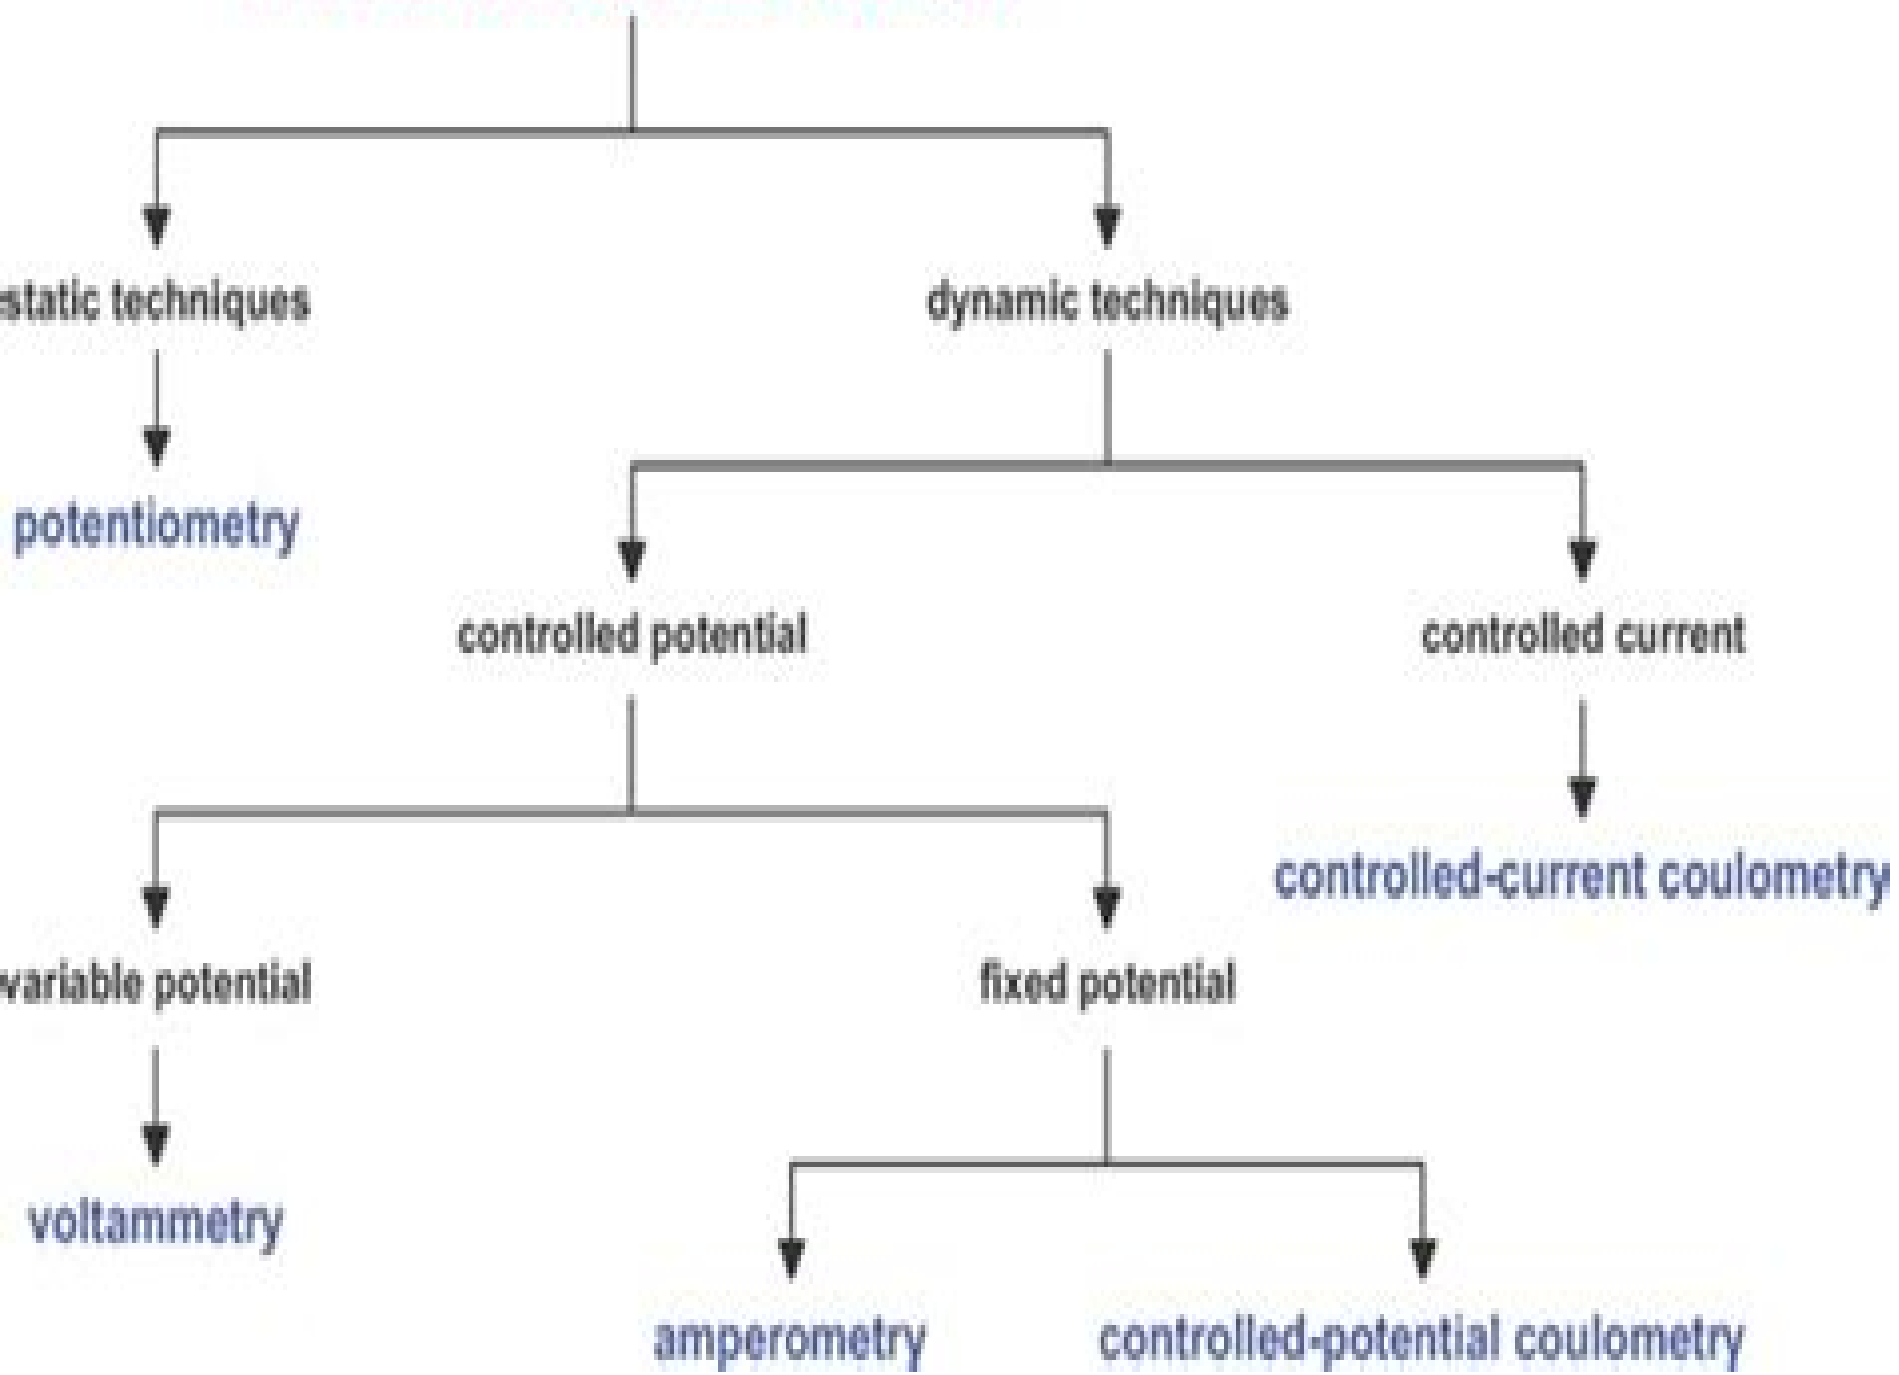 static techniques
dynamic techniques
potentiometry
controlled potential
controlled current
controlled-current coulometry
variable potential
fixed potential
voltammetry
amperometry
controlled-potential coulometry